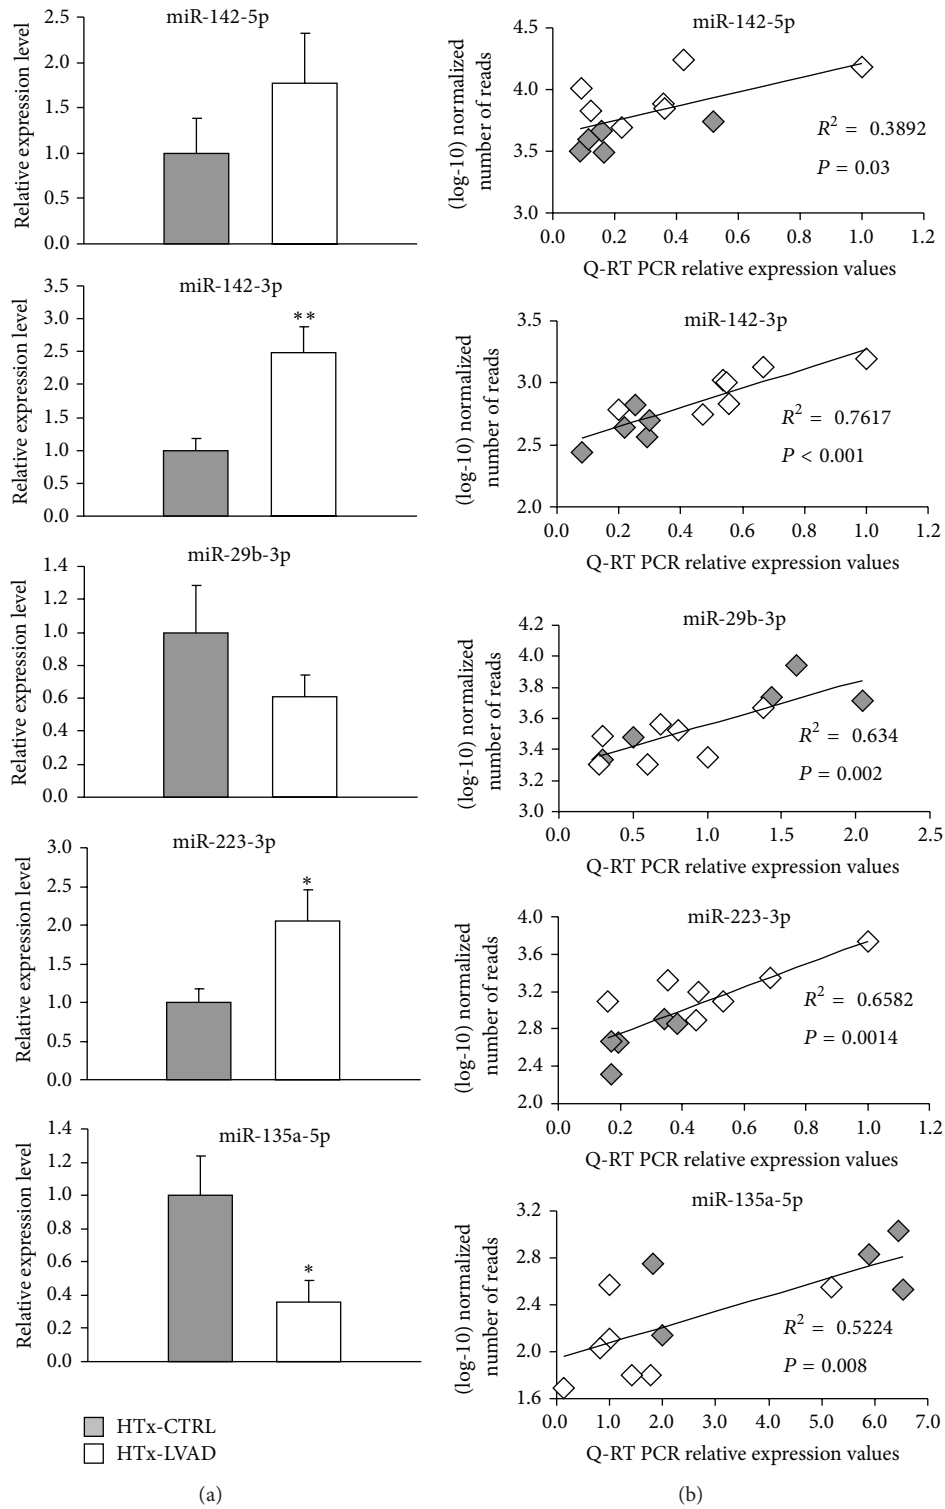 miR-142-5p
Relative expression level
2.5
2.0
1.5
1.0
0.5
0.0
miR-142-3p
Relative expression level
3.5
3.0
2.5
2.0
1.5
1.0
0.5
0.0
**
miR-29b-3p
Relative expression level
1.4
1.2
1.0
0.8
0.6
0.4
0.2
0.0
miR-223-3p
Relative expression level
3.0
2.5
2.0
1.5
1.0
0.5
0.0
*
miR-135a-5p
Relative expression level
1.4
1.2
1.0
0.8
0.6
0.4
0.2
0.0
*
HTx-CTRL
HTx-LVAD
(a)
miR-142-5p
(log-10) normalized
number of reads
4.5
4.0
3.5
3.0
R² = 0.3892
P = 0.03
0.0 0.2 0.4 0.6 0.8 1.0 1.2
Q-RT PCR relative expression values
miR-142-3p
(log-10) normalized
number of reads
3.5
3.0
2.5
2.0
R² = 0.7617
P < 0.001
0.0 0.2 0.4 0.6 0.8 1.0 1.2
Q-RT PCR relative expression values
miR-29b-3p
(log-10) normalized
number of reads
4.2
4.0
3.8
3.6
3.4
3.2
3.0
R² = 0.634
P = 0.002
0.0 0.5 1.0 1.5 2.0 2.5
Q-RT PCR relative expression values
miR-223-3p
(log-10) normalized
number of reads
4.0
3.6
3.2
2.8
2.4
2.0
R² = 0.6582
P = 0.0014
0.0 0.2 0.4 0.6 0.8 1.0 1.2
Q-RT PCR relative expression values
miR-135a-5p
(log-10) normalized
number of reads
3.2
2.8
2.4
2.0
1.6
R² = 0.5224
P = 0.008
0.0 1.0 2.0 3.0 4.0 5.0 6.0 7.0
Q-RT PCR relative expression values
(b)